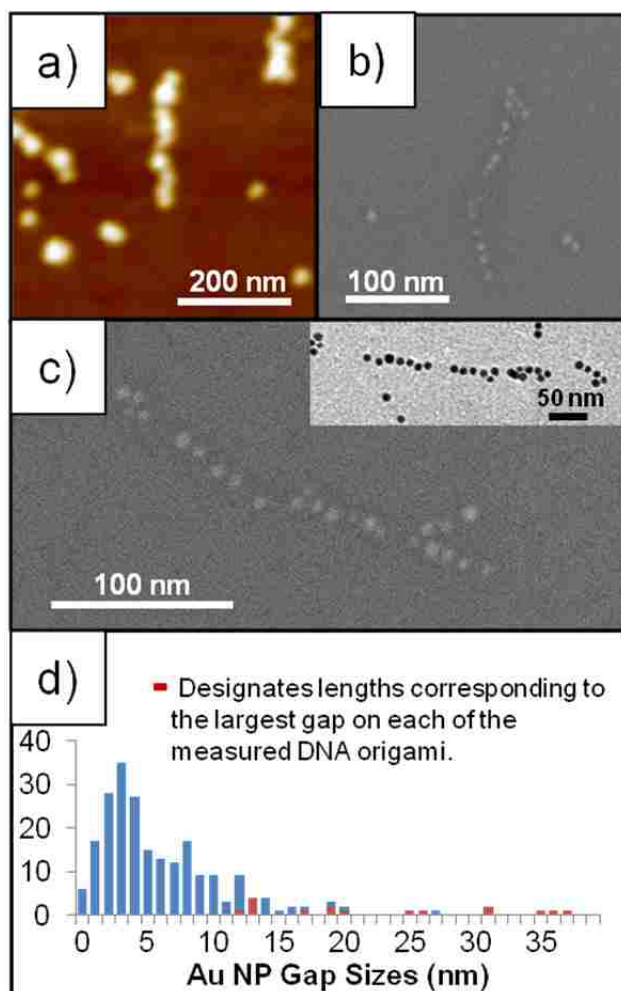 a)
200 nm
b)
100 nm
c)
50 nm
100 nm
d)
Designates lengths corresponding to
the largest gap on each of the
measured DNA origami.
40
30
20
10
0
0 5 10 15 20 25 30 35
Au NP Gap Sizes (nm)